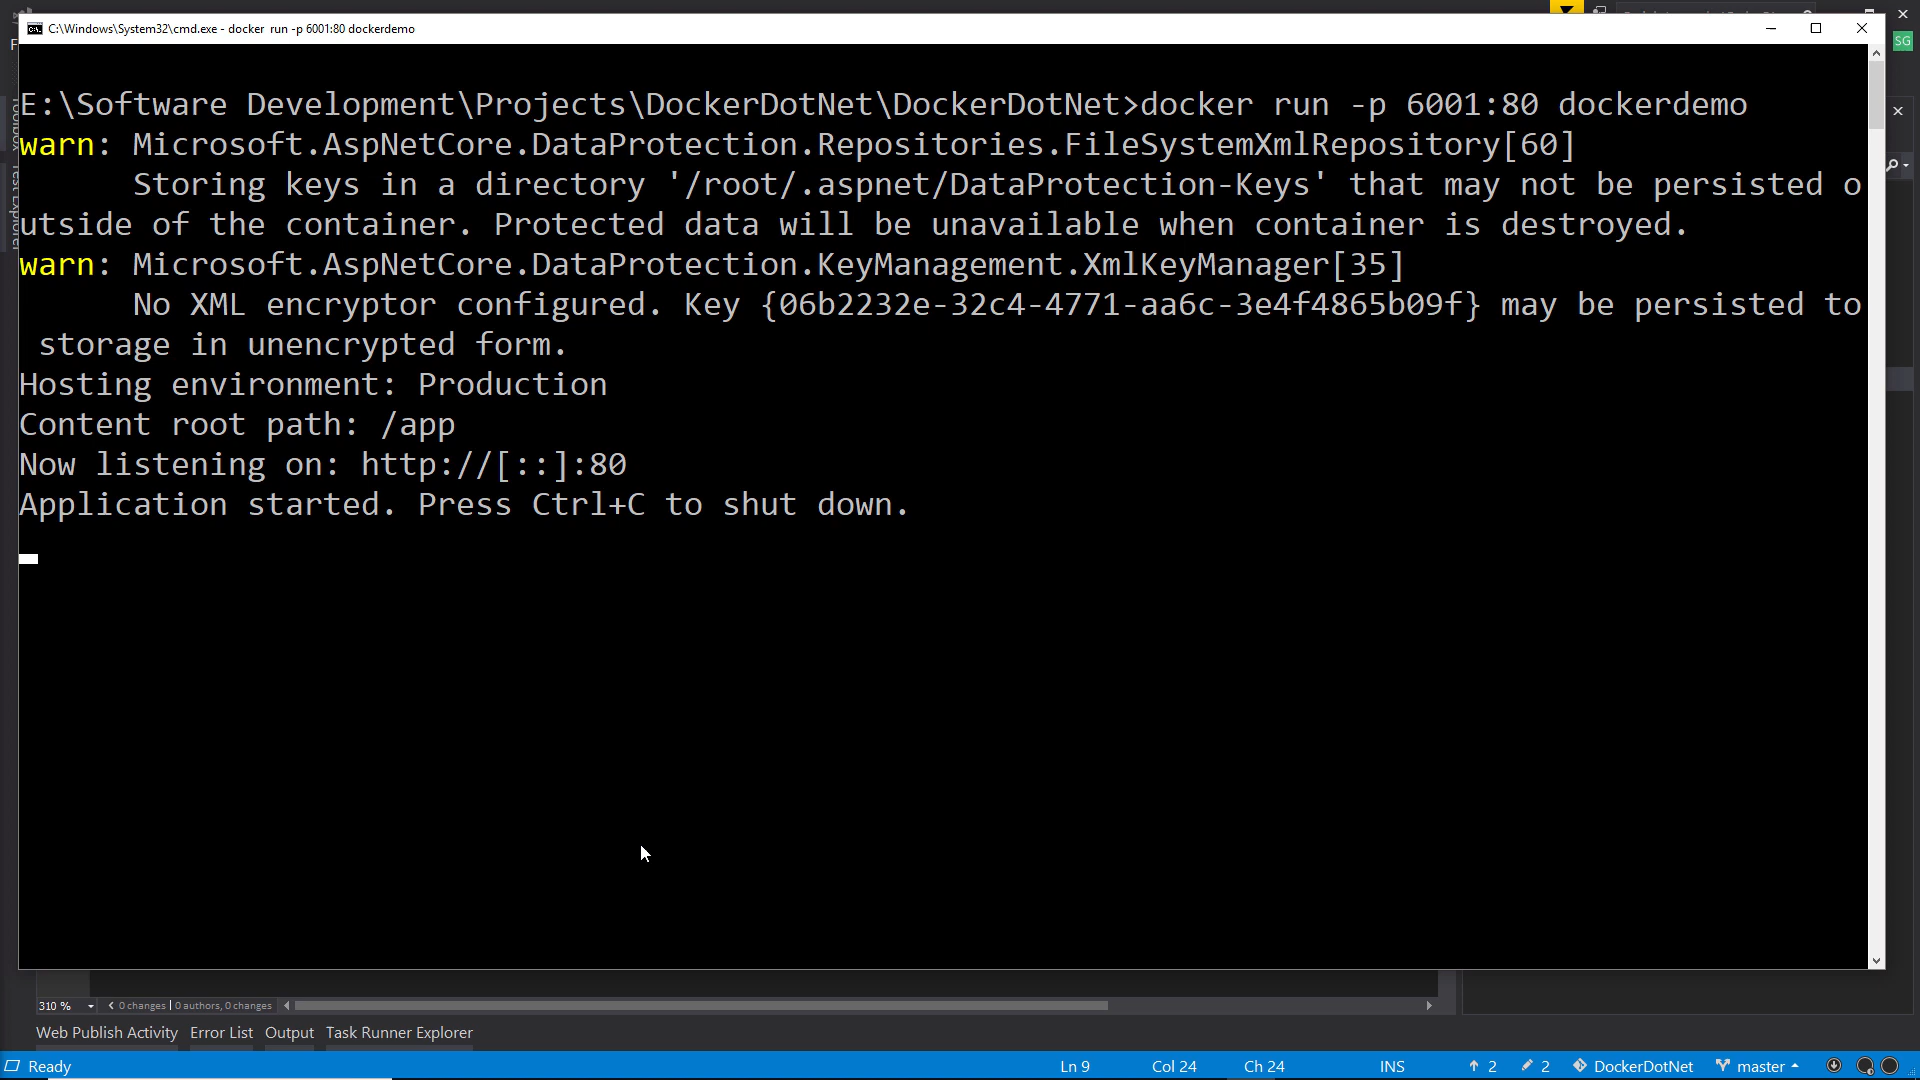 C:\Windows\System32\cmd.exe - docker run -p 6001:80 dockerdemo
SG
E:\Software Development\Projects\DockerDotNet\DockerDotNet>docker run -p 6001:80 dockerdemo
warn: Microsoft.AspNetCore.DataProtection.Repositories.FileSystemXmlRepository[60]
Storing keys in a directory '/root/.aspnet/DataProtection-Keys' that may not be persisted o
utside of the container. Protected data will be unavailable when container is destroyed.
warn: Microsoft.AspNetCore.DataProtection.KeyManagement.XmlKeyManager[35]
No XML encryptor configured. Key {06b2232e-32c4-4771-aa6c-3e4f4865b09f} may be persisted to
storage in unencrypted form.
Hosting environment: Production
Content root path: /app
Now listening on: http://[::]:80
Application started. Press Ctrl+C to shut down.
310 % 0 changes | 0 authors, 0 changes
Web Publish Activity Error List Output Task Runner Explorer
Ready Ln 9 Col 24 Ch 24 INS 2 2 DockerDotNet master